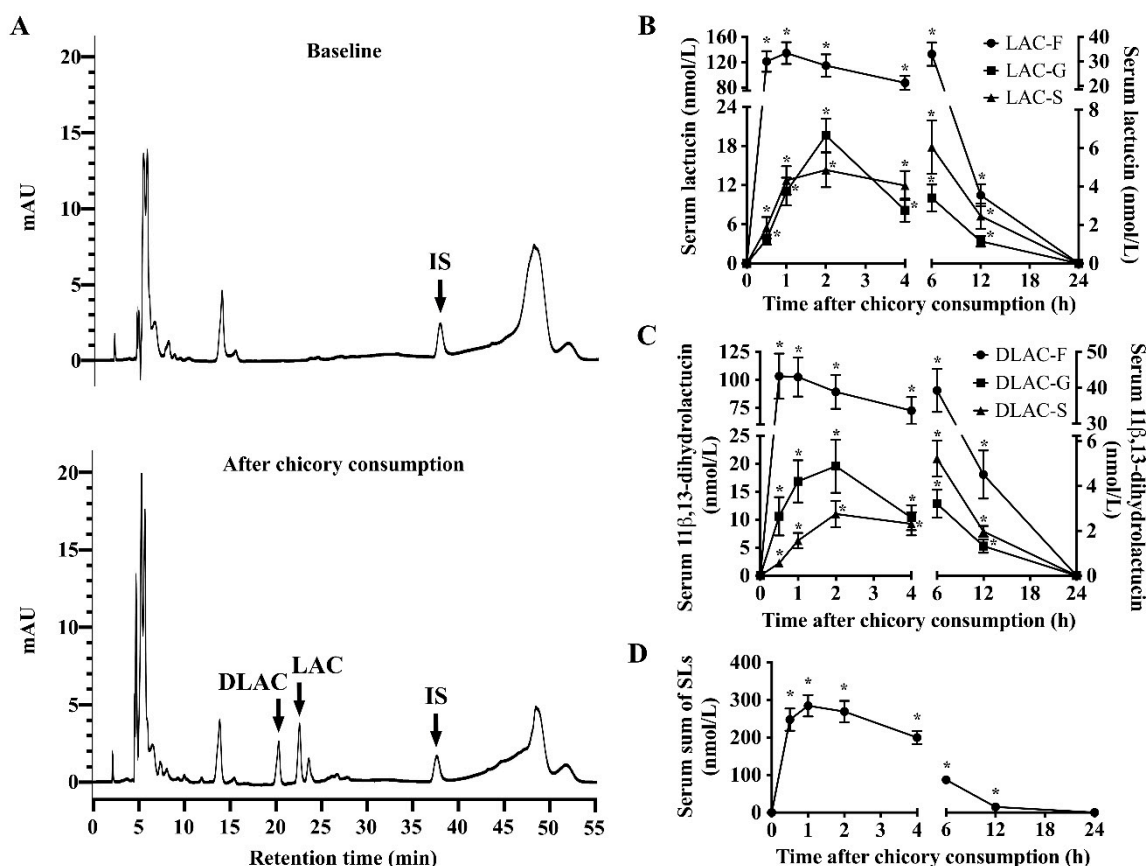 A
Baseline
20
15
10
5
0
mAU
IS
After chicory consumption
20
15
10
5
0
mAU
DLAC
LAC
IS
0 5 10 15 20 25 30 35 40 45 50 55
Retention time (min)
B
Serum lactucin (nmol/L)
160
120
80
24
18
12
6
0
LAC-F
LAC-G
LAC-S
* * * * * *
* * * * * *
* * * * * *
40
30
20
8
6
4
2
0
Serum lactucin
(nmol/L)
0 1 2 3 4 6 12 18 24
Time after chicory consumption (h)
C
Serum 11β,13-dihydrolactucin
(nmol/L)
125
100
75
25
20
15
10
5
0
DLAC-F
DLAC-G
DLAC-S
* * * * * *
* * * * * *
* * * * * *
50
40
30
6
4
2
0
Serum 11β,13-dihydrolactucin
(nmol/L)
0 1 2 3 4 6 12 18 24
Time after chicory consumption (h)
D
Serum sum of SLs
(nmol/L)
400
300
200
100
0
* * * * * *
0 1 2 3 4 6 12 18 24
Time after chicory consumption (h)